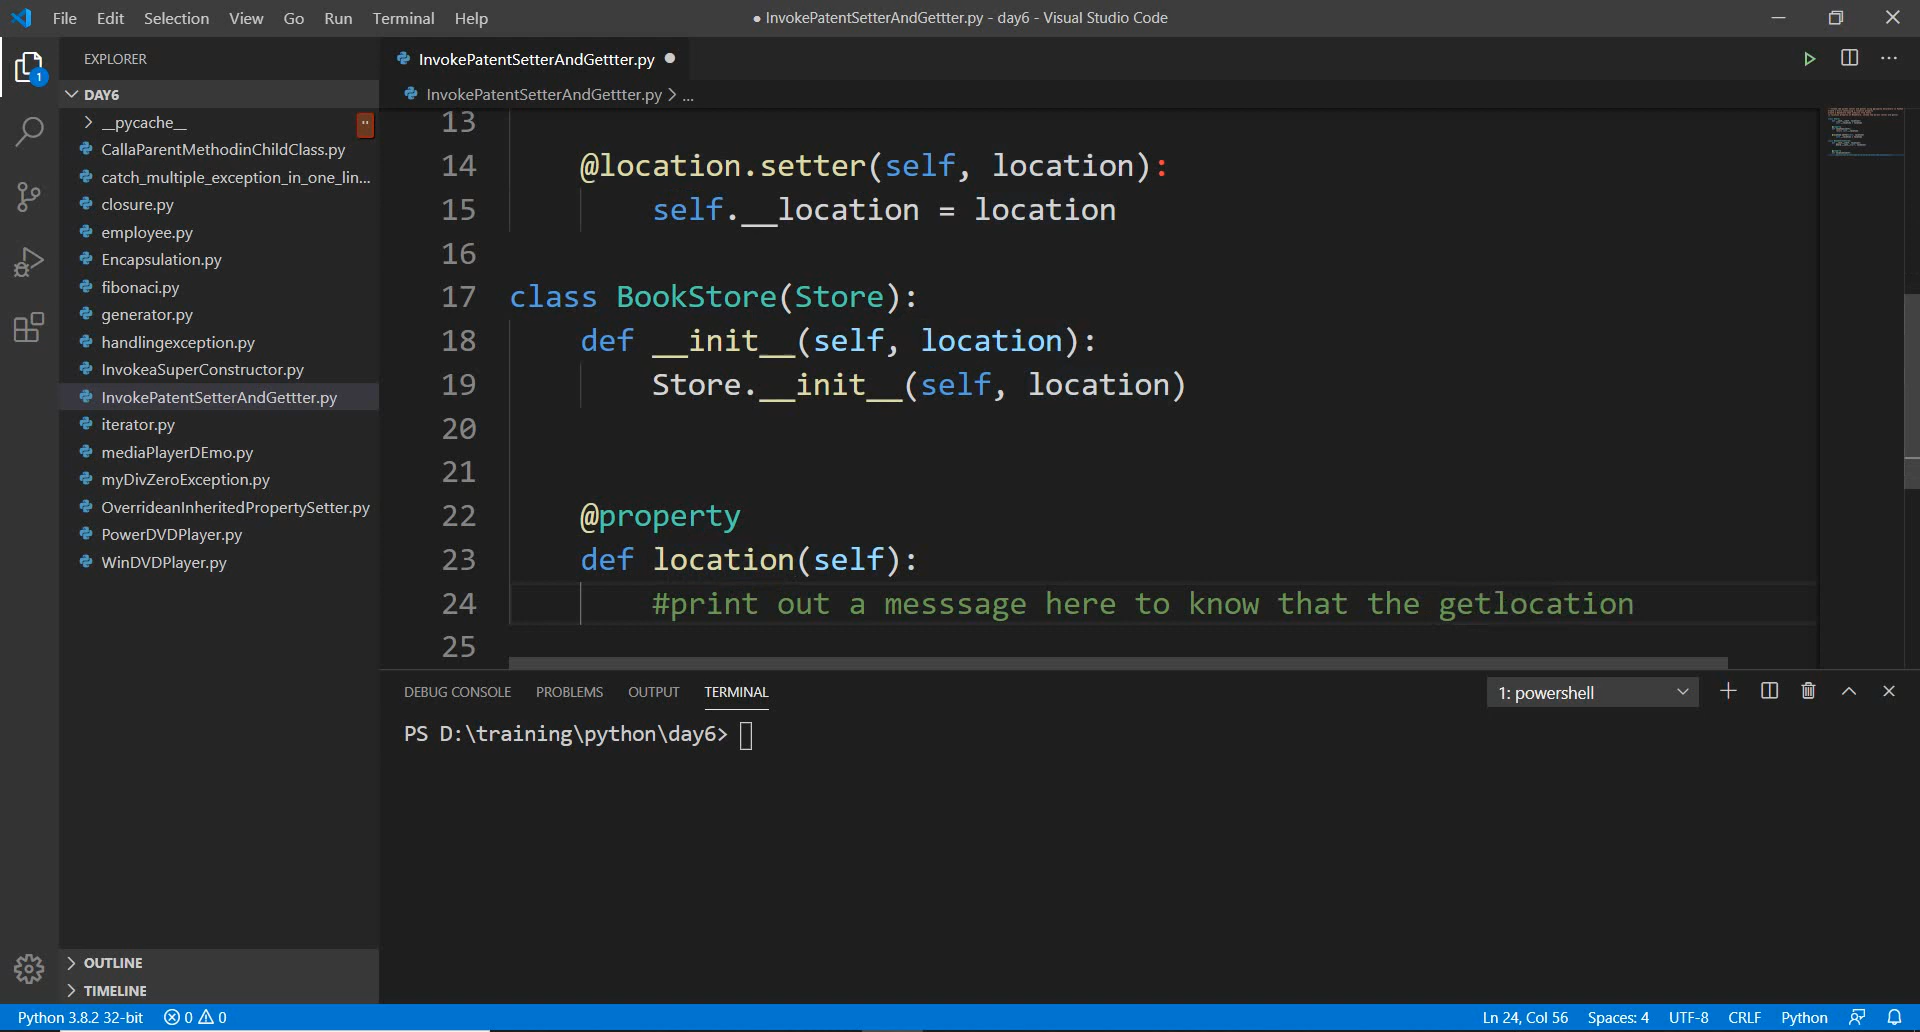 File Edit Selection View Go Run Terminal Help
● InvokePatentSetterAndGettter.py - day6 - Visual Studio Code
EXPLORER
1
DAY6
__pycache__
CallaParentMethodinChildClass.py
catch_multiple_exception_in_one_lin...
closure.py
employee.py
Encapsulation.py
fibonaci.py
generator.py
handlingexception.py
InvokeaSuperConstructor.py
InvokePatentSetterAndGettter.py
iterator.py
mediaPlayerDEmo.py
myDivZeroException.py
OverrideanInheritedPropertySetter.py
PowerDVDPlayer.py
WinDVDPlayer.py
OUTLINE
TIMELINE
InvokePatentSetterAndGettter.py ●
InvokePatentSetterAndGettter.py > ...
13
14 @location.setter(self, location):
15 self.__location = location
16
17 class BookStore(Store):
18 def __init__(self, location):
19 Store.__init__(self, location)
20
21
22 @property
23 def location(self):
24 #print out a messsage here to know that the getlocation
25
DEBUG CONSOLE PROBLEMS OUTPUT TERMINAL
1: powershell
PS D:\training\python\day6>
Python 3.8.2 32-bit 0 0
Ln 24, Col 56 Spaces: 4 UTF-8 CRLF Python